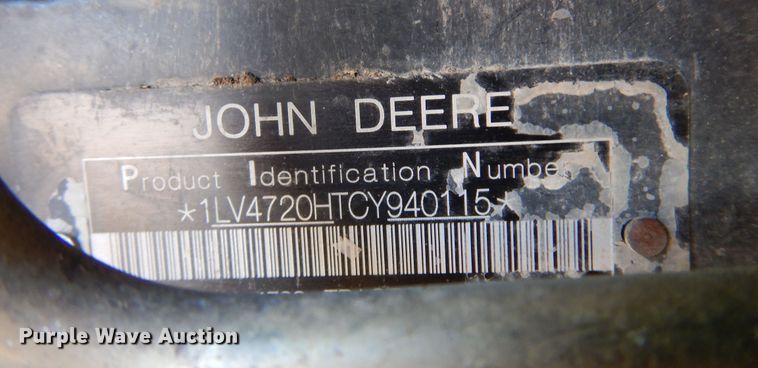 JOHN DEERE
Product Identification Number
*1LV4720HTCY940115*
Purple Wave Auction